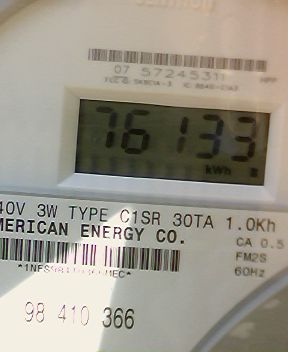 07 57245311 HPP
76133
kWh
40V 3W TYPE C1SR 30TA 1.0Kh
MERICAN ENERGY CO.
CA 0.5
FM2S
60Hz
98 410 366